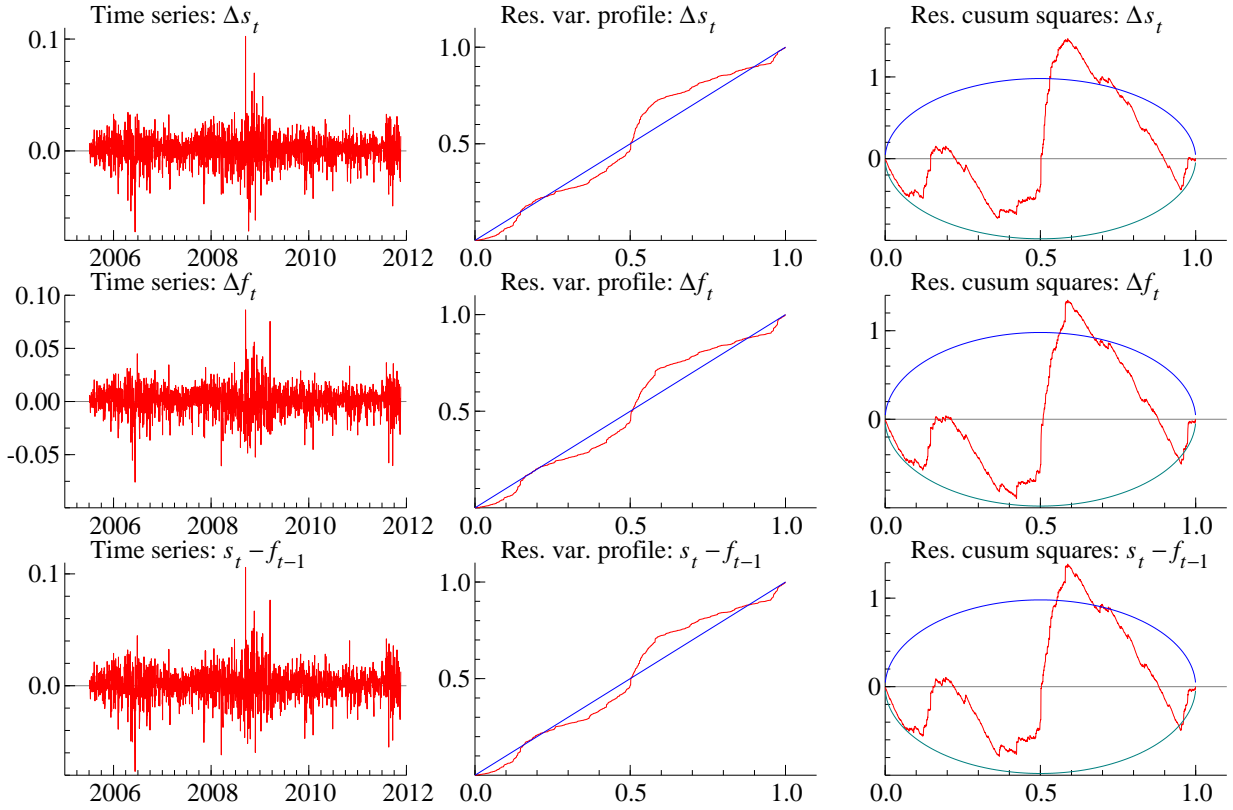 Time series: Δs_t
Res. var. profile: Δs_t
Res. cusum squares: Δs_t
0.1
0.0
2006 2008 2010 2012
1.0
0.5
0.0 0.5 1.0
1
0
0.0 0.5 1.0
Time series: Δf_t
Res. var. profile: Δf_t
Res. cusum squares: Δf_t
0.10
0.05
0.00
-0.05
2006 2008 2010 2012
1.0
0.5
0.0 0.5 1.0
1
0
0.0 0.5 1.0
Time series: s_t − f_{t−1}
Res. var. profile: s_t − f_{t−1}
Res. cusum squares: s_t − f_{t−1}
0.1
0.0
2006 2008 2010 2012
1.0
0.5
0.0 0.5 1.0
1
0
0.0 0.5 1.0